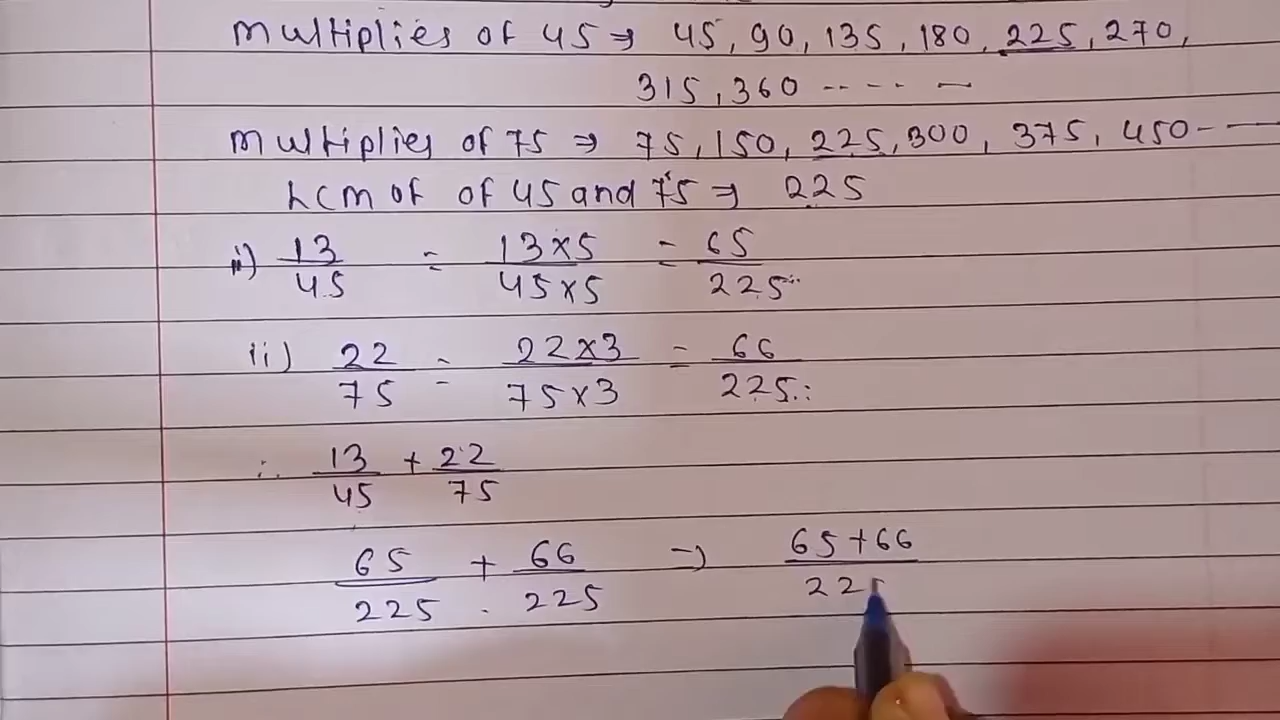 multiplies of 45 ⇒ 45, 90, 135, 180, 225, 270,
315, 360 ----- —
multiplies of 75 ⇒ 75, 150, 225, 300, 375, 450 - —
LCM of of 45 and 75 ⇒ 225
i) 13/45 = 13×5/45×5 = 65/225
ii) 22/75 = 22×3/75×3 = 66/225
∴ 13/45 + 22/75
65/225 + 66/225 → 65+66/225